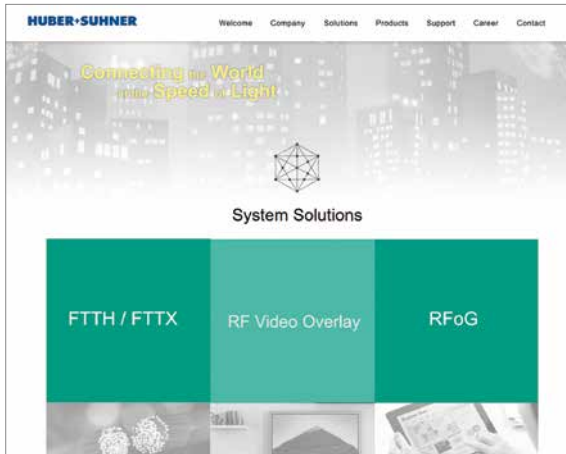 HUBER+SUHNER
Welcome Company Solutions Products Support Career Contact
Connecting the World
at the Speed of Light
System Solutions
FTTH / FTTX
RF Video Overlay
RFoG